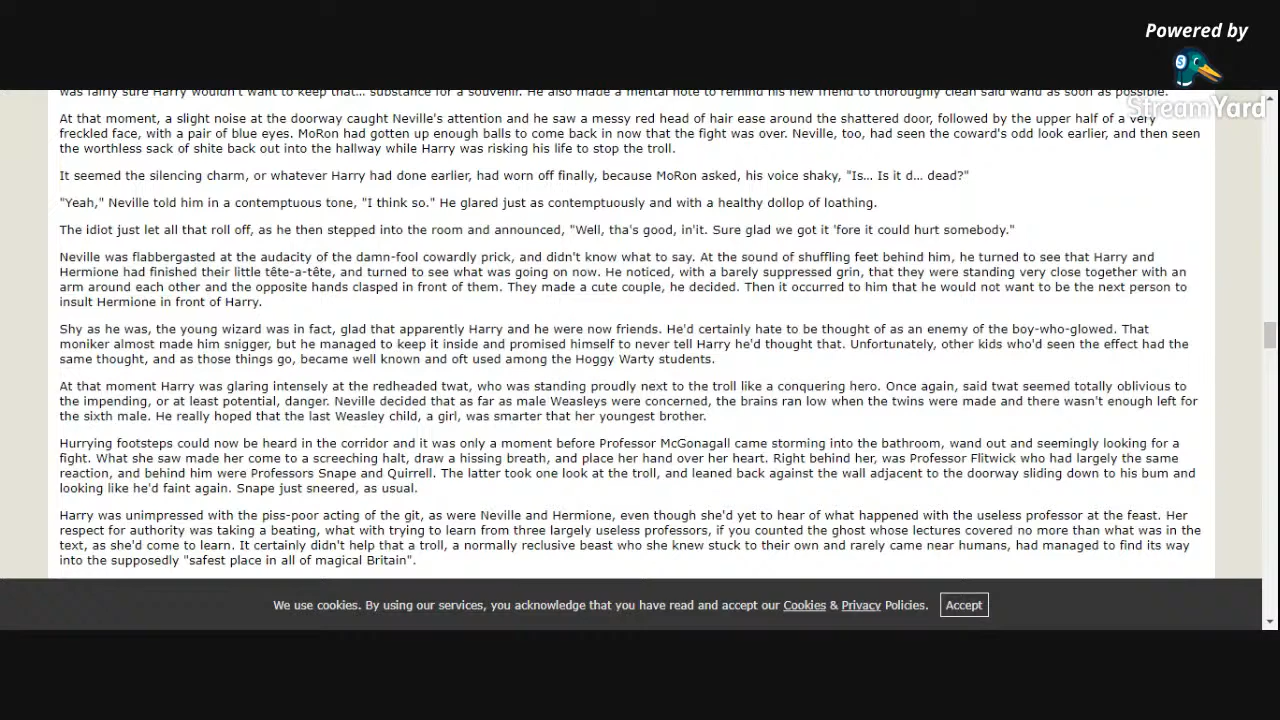 Powered by
StreamYard
was fairly sure Harry wouldn't want to keep that... substance for a souvenir. He also made a mental note to remind his new friend to thoroughly clean said wand as soon as possible.
At that moment, a slight noise at the doorway caught Neville's attention and he saw a messy red head of hair ease around the shattered door, followed by the upper half of a very
freckled face, with a pair of blue eyes. MoRon had gotten up enough balls to come back in now that the fight was over. Neville, too, had seen the coward's odd look earlier, and then seen
the worthless sack of shite back out into the hallway while Harry was risking his life to stop the troll.
It seemed the silencing charm, or whatever Harry had done earlier, had worn off finally, because MoRon asked, his voice shaky, "Is... Is it d... dead?"
"Yeah," Neville told him in a contemptuous tone, "I think so." He glared just as contemptuously and with a healthy dollop of loathing.
The idiot just let all that roll off, as he then stepped into the room and announced, "Well, tha's good, in'it. Sure glad we got it 'fore it could hurt somebody."
Neville was flabbergasted at the audacity of the damn-fool cowardly prick, and didn't know what to say. At the sound of shuffling feet behind him, he turned to see that Harry and
Hermione had finished their little tête-a-tête, and turned to see what was going on now. He noticed, with a barely suppressed grin, that they were standing very close together with an
arm around each other and the opposite hands clasped in front of them. They made a cute couple, he decided. Then it occurred to him that he would not want to be the next person to
insult Hermione in front of Harry.
Shy as he was, the young wizard was in fact, glad that apparently Harry and he were now friends. He'd certainly hate to be thought of as an enemy of the boy-who-glowed. That
moniker almost made him snigger, but he managed to keep it inside and promised himself to never tell Harry he'd thought that. Unfortunately, other kids who'd seen the effect had the
same thought, and as those things go, became well known and oft used among the Hoggy Warty students.
At that moment Harry was glaring intensely at the redheaded twat, who was standing proudly next to the troll like a conquering hero. Once again, said twat seemed totally oblivious to
the impending, or at least potential, danger. Neville decided that as far as male Weasleys were concerned, the brains ran low when the twins were made and there wasn't enough left for
the sixth male. He really hoped that the last Weasley child, a girl, was smarter that her youngest brother.
Hurrying footsteps could now be heard in the corridor and it was only a moment before Professor McGonagall came storming into the bathroom, wand out and seemingly looking for a
fight. What she saw made her come to a screeching halt, draw a hissing breath, and place her hand over her heart. Right behind her, was Professor Flitwick who had largely the same
reaction, and behind him were Professors Snape and Quirrell. The latter took one look at the troll, and leaned back against the wall adjacent to the doorway sliding down to his bum and
looking like he'd faint again. Snape just sneered, as usual.
Harry was unimpressed with the piss-poor acting of the git, as were Neville and Hermione, even though she'd yet to hear of what happened with the useless professor at the feast. Her
respect for authority was taking a beating, what with trying to learn from three largely useless professors, if you counted the ghost whose lectures covered no more than what was in the
text, as she'd come to learn. It certainly didn't help that a troll, a normally reclusive beast who she knew stuck to their own and rarely came near humans, had managed to find its way
into the supposedly "safest place in all of magical Britain".
We use cookies. By using our services, you acknowledge that you have read and accept our Cookies & Privacy Policies. Accept